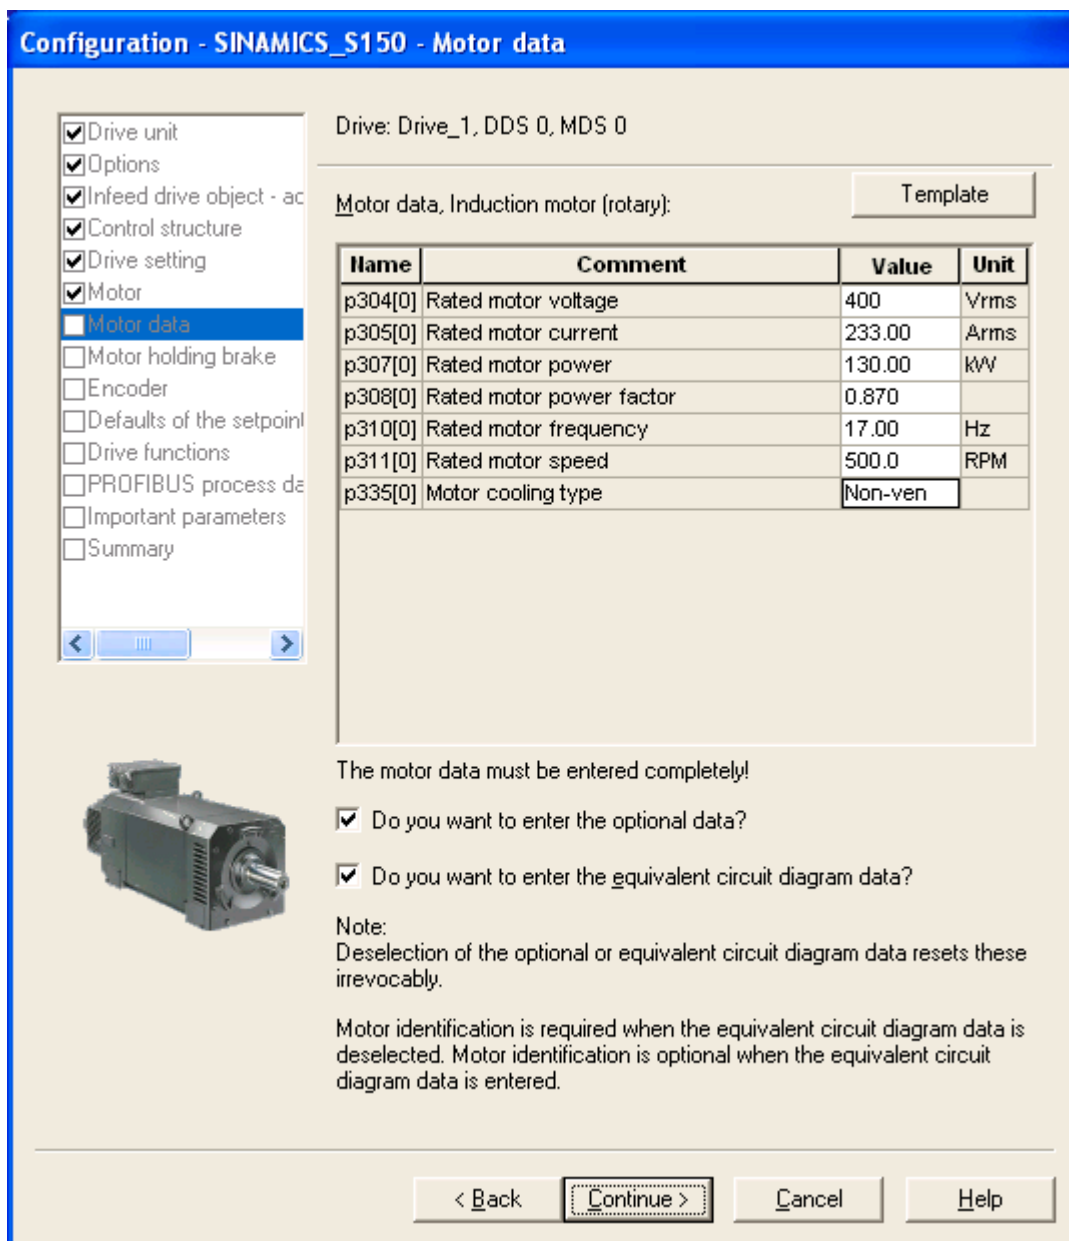 Configuration - SINAMICS_S150 - Motor data
Drive unit
Options
Infeed drive object - ac
Control structure
Drive setting
Motor
Motor data
Motor holding brake
Encoder
Defaults of the setpoint
Drive functions
PROFIBUS process da
Important parameters
Summary
Drive: Drive_1, DDS 0, MDS 0
Motor data, Induction motor (rotary):
Template
Name Comment Value Unit
p304[0] Rated motor voltage 400 Vrms
p305[0] Rated motor current 233.00 Arms
p307[0] Rated motor power 130.00 kW
p308[0] Rated motor power factor 0.870
p310[0] Rated motor frequency 17.00 Hz
p311[0] Rated motor speed 500.0 RPM
p335[0] Motor cooling type Non-ven
The motor data must be entered completely!
Do you want to enter the optional data?
Do you want to enter the equivalent circuit diagram data?
Note:
Deselection of the optional or equivalent circuit diagram data resets these
irrevocably.
Motor identification is required when the equivalent circuit diagram data is
deselected. Motor identification is optional when the equivalent circuit
diagram data is entered.
< Back Continue > Cancel Help